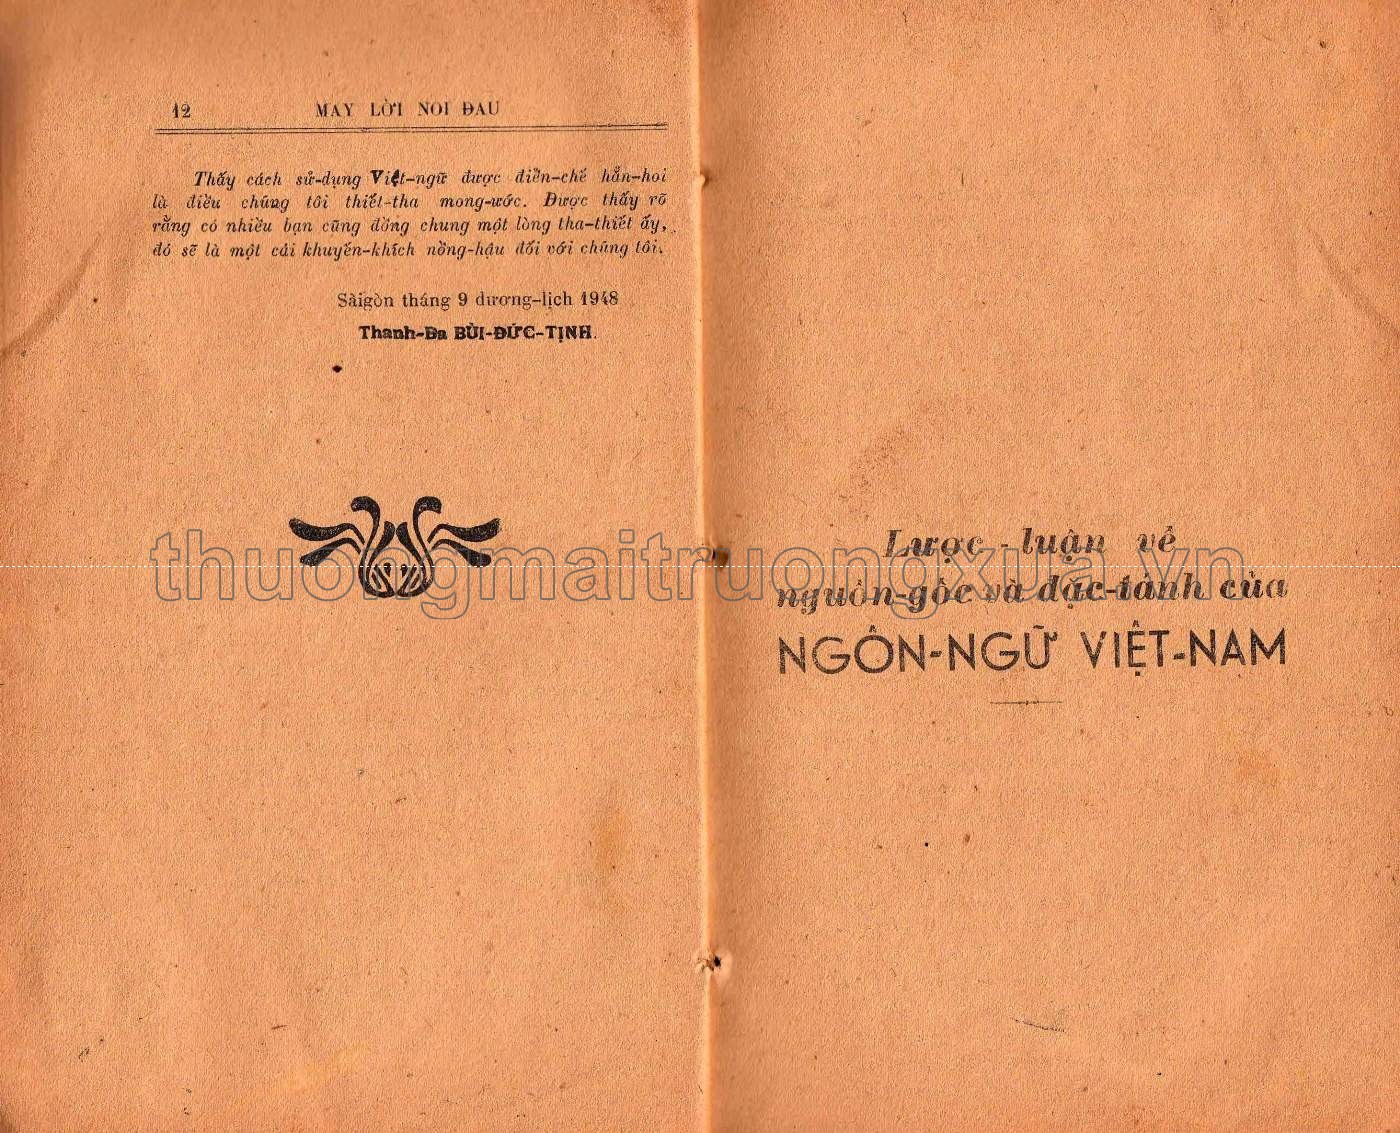 12 MAY LỜI NOI ĐAU
Thấy cách sử-dụng Việt-ngữ được điển-chế hẳn-hoi
là điều chúng tôi thiết-tha mong-ước. Được thấy rõ
rằng có nhiều bạn cũng đồng chung một lòng tha-thiết ấy,
đó sẽ là một cái khuyến-khích nồng-hậu đối với chúng tôi.
Sàigòn tháng 9 dương-lịch 1948
Thanh-Ba BÙI-ĐỨC-TỊNH.
thuongmaitruongxua.vn
Lược-luận về
nguồn-gốc và đặc-tánh của
NGÔN-NGỮ VIỆT-NAM